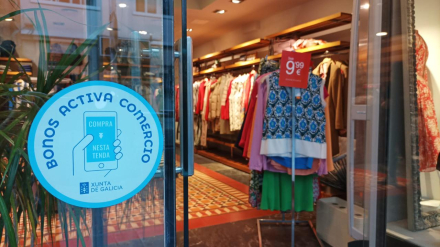 BONOS ACTIVA COMERCIO
COMPRA
NESTA
TENDA
XUNTA
DE GALICIA
9,99
€